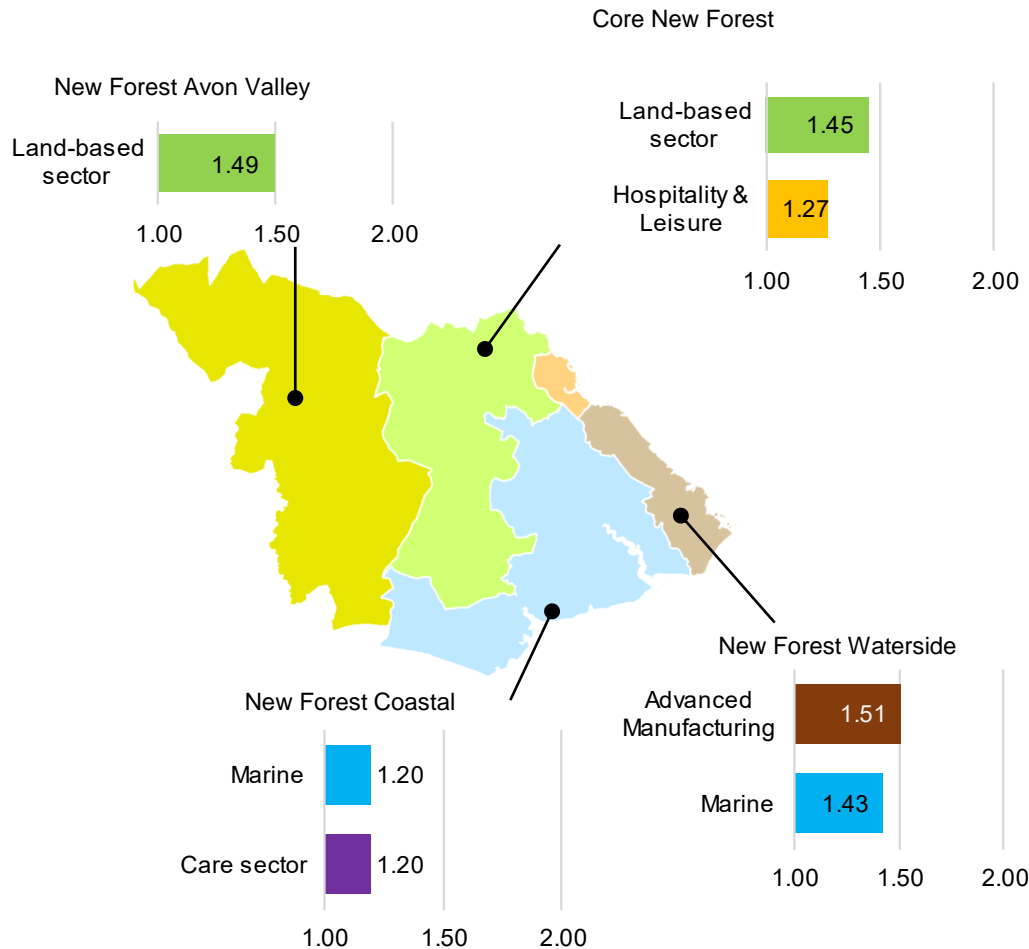 Core New Forest
New Forest Avon Valley
Land-based
sector
1.49
1.00 1.50 2.00
Land-based
sector
1.45
Hospitality &
Leisure
1.27
1.00 1.50 2.00
New Forest Waterside
Advanced
Manufacturing
1.51
Marine
1.43
1.00 1.50 2.00
New Forest Coastal
Marine
1.20
Care sector
1.20
1.00 1.50 2.00